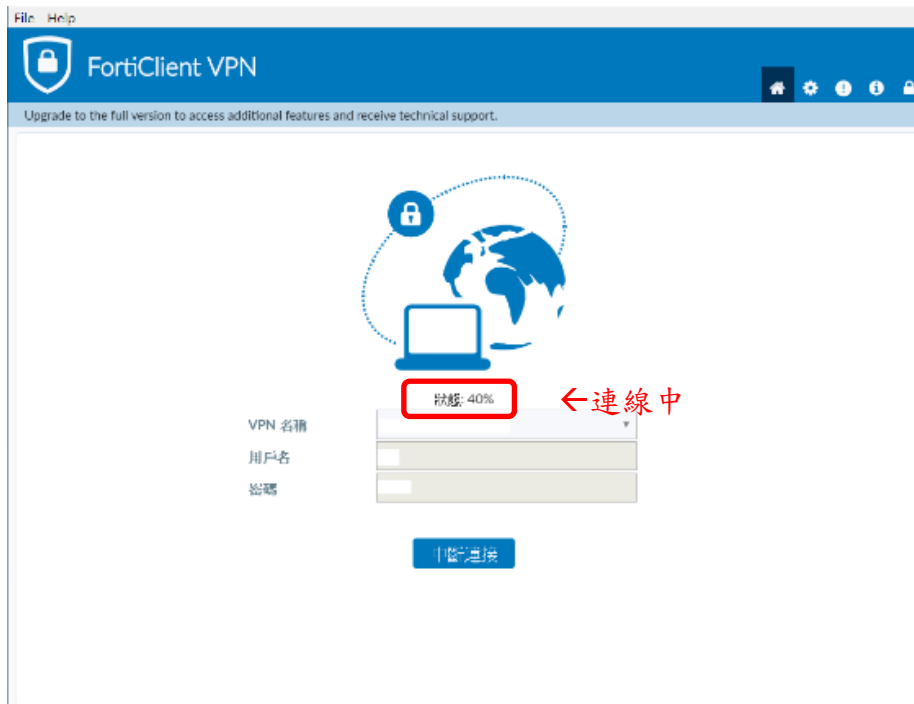 File Help
FortiClient VPN
Upgrade to the full version to access additional features and receive technical support.
狀態: 40%
←連線中
VPN 名稱
用戶名
密碼
中斷連接